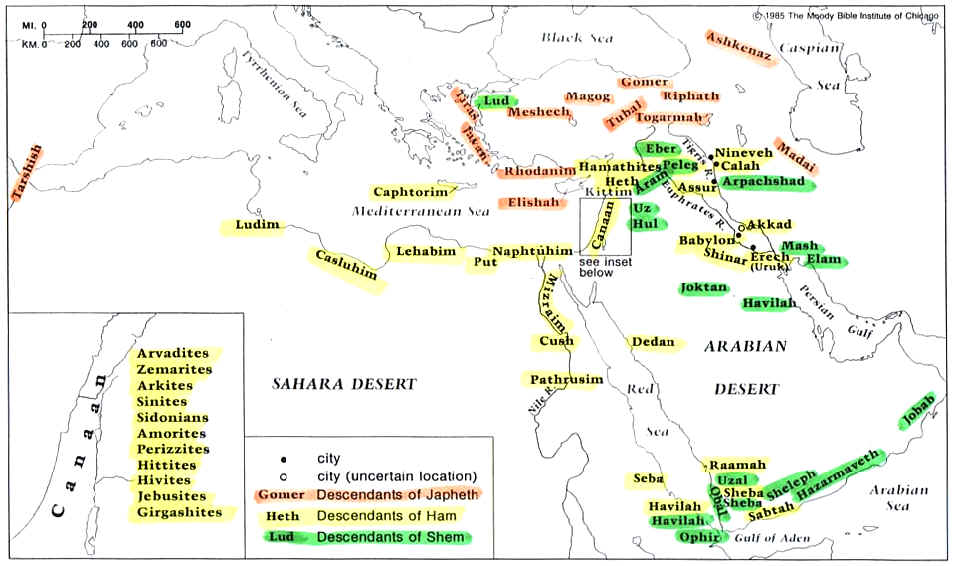 © 1985 The Moody Bible Institute of Chicago
MI. 0 200 400 600
KM. 0 200 400 600
Black Sea
Ashkenaz
Caspian
Sea
Tyrrhenian Sea
Gomer
Magog
Riphath
Tiras
Lud
Meshech
Tubal
Togarmah
Javan
Tarshish
Eber
Tigris R.
Nineveh
Calah
Madai
Rhodanim
Hamathites
Peleg
Heth
Aram
Assur
Arpachshad
Caphtorim
Kittim
Euphrates R.
Mediterranean Sea
Elishah
Canaan
Uz
Hul
Ludim
Akkad
Babylon
Shinar
Erech
(Uruk)
Mash
Elam
Casluhim
Lehabim
Put
Naphtuhim
see inset
below
Mizraim
Joktan
Havilah
Persian
Gulf
Cush
Dedan
ARABIAN
DESERT
Pathrusim
SAHARA DESERT
Nile R.
Red
Sea
Jobab
Seba
Raamah
Uzal
Obal
Sheba
Sheba
Sheleph
Hazarmaveth
Sabtah
Havilah
Havilah
Ophir
Gulf of Aden
Arabian
Sea
Canaan
Arvadites
Zemarites
Arkites
Sinites
Sidonians
Amorites
Perizzites
Hittites
Hivites
Jebusites
Girgashites
city
city (uncertain location)
Gomer Descendants of Japheth
Heth Descendants of Ham
Lud Descendants of Shem